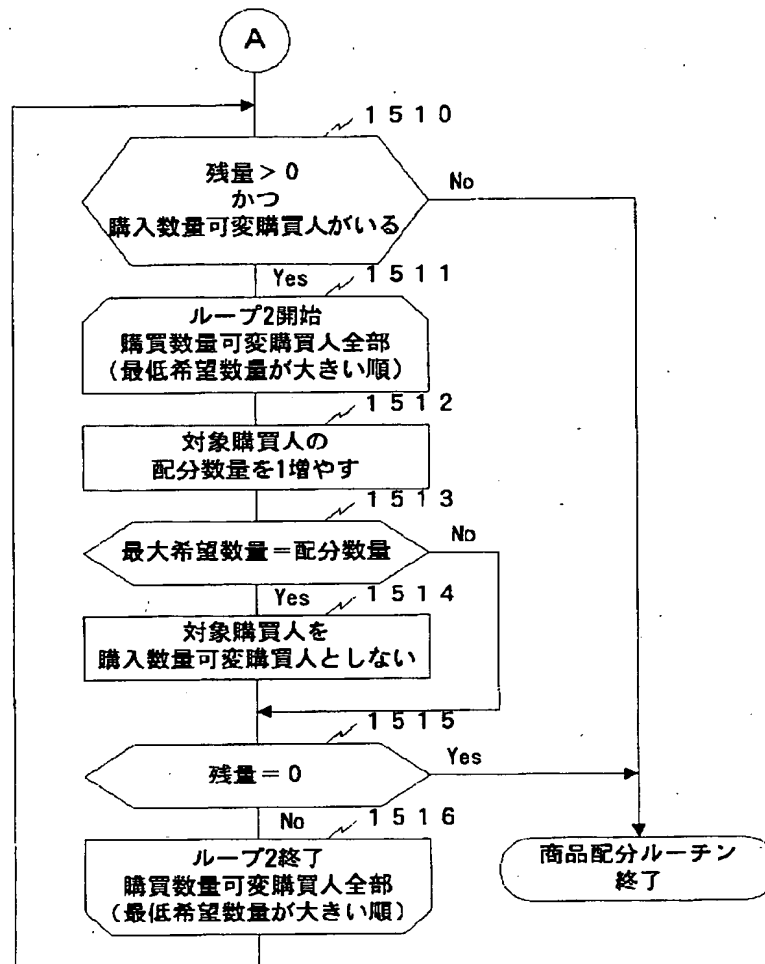 A
1510
残量>0
かつ
購入数量可変購買人がいる
No
Yes
1511
ループ2開始
購買数量可変購買人全部
(最低希望数量が大きい順)
1512
対象購買人の
配分数量を1増やす
1513
最大希望数量=配分数量
No
Yes
1514
対象購買人を
購入数量可変購買人としない
1515
残量=0
Yes
No
1516
ループ2終了
購買数量可変購買人全部
(最低希望数量が大きい順)
商品配分ルーチン
終了